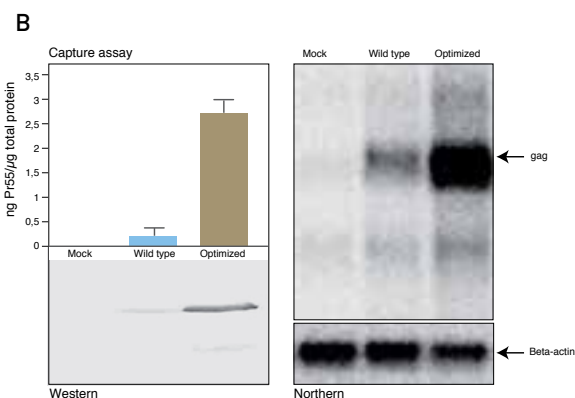 B
Capture assay
ng Pr55/µg total protein
3,5
3
2,5
2
1,5
1
0,5
0
Mock Wild type Optimized
Western
Mock Wild type Optimized
gag
Beta-actin
Northern